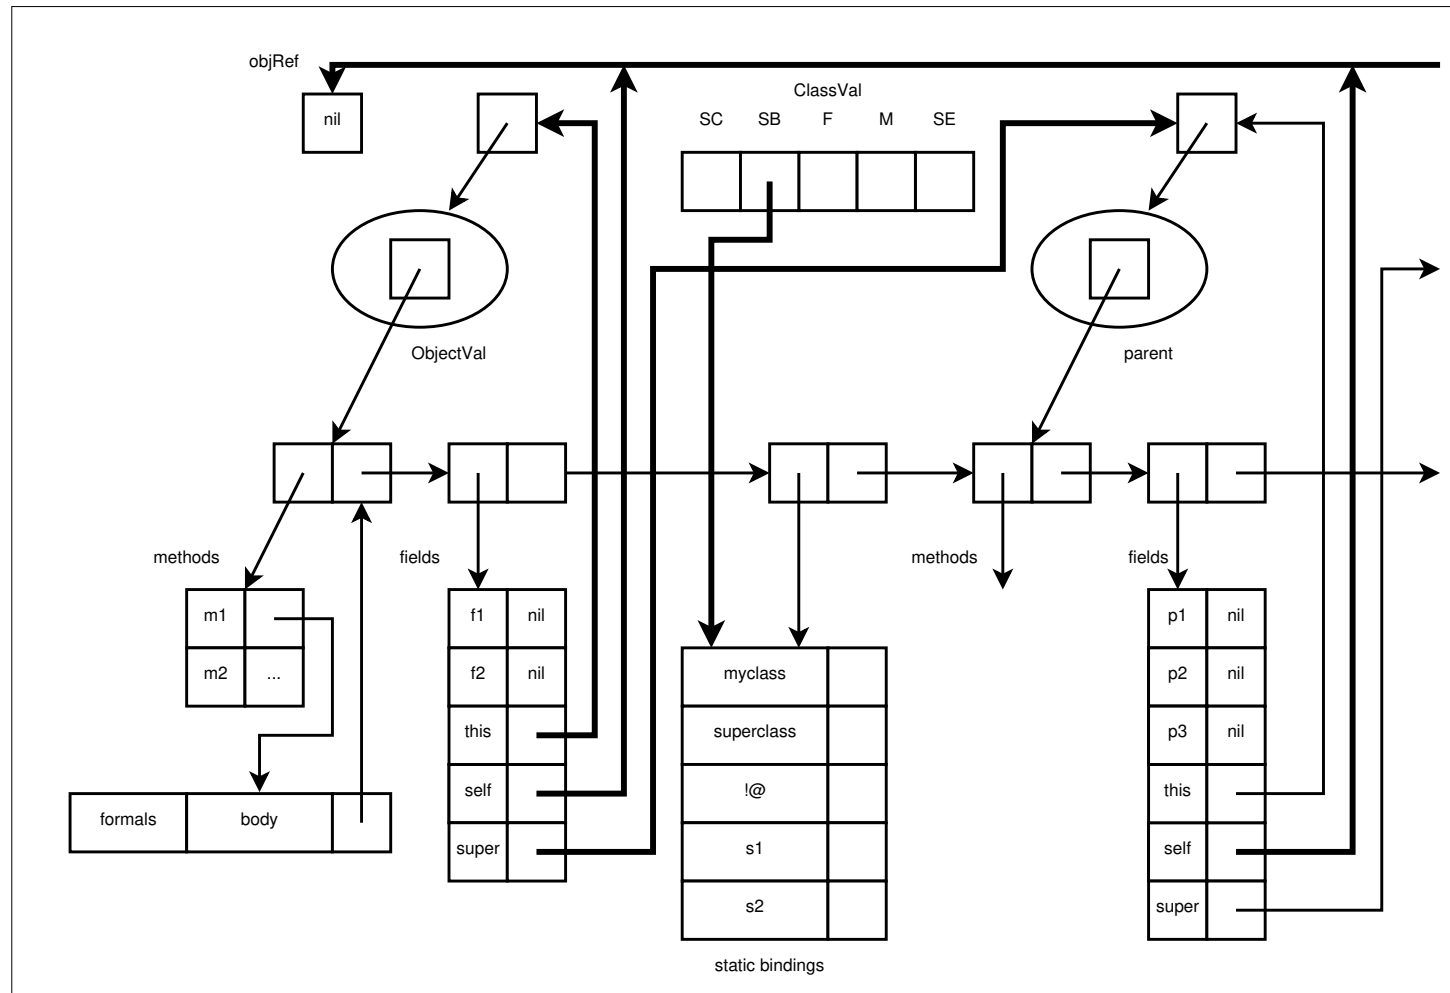 objRef
ClassVal
nil
SC SB F M SE
ObjectVal
parent
methods
fields
methods
fields
m1
m2 ...
formals body
f1 nil
f2 nil
this
self
super
myclass
superclass
!@
s1
s2
static bindings
p1 nil
p2 nil
p3 nil
this
self
super